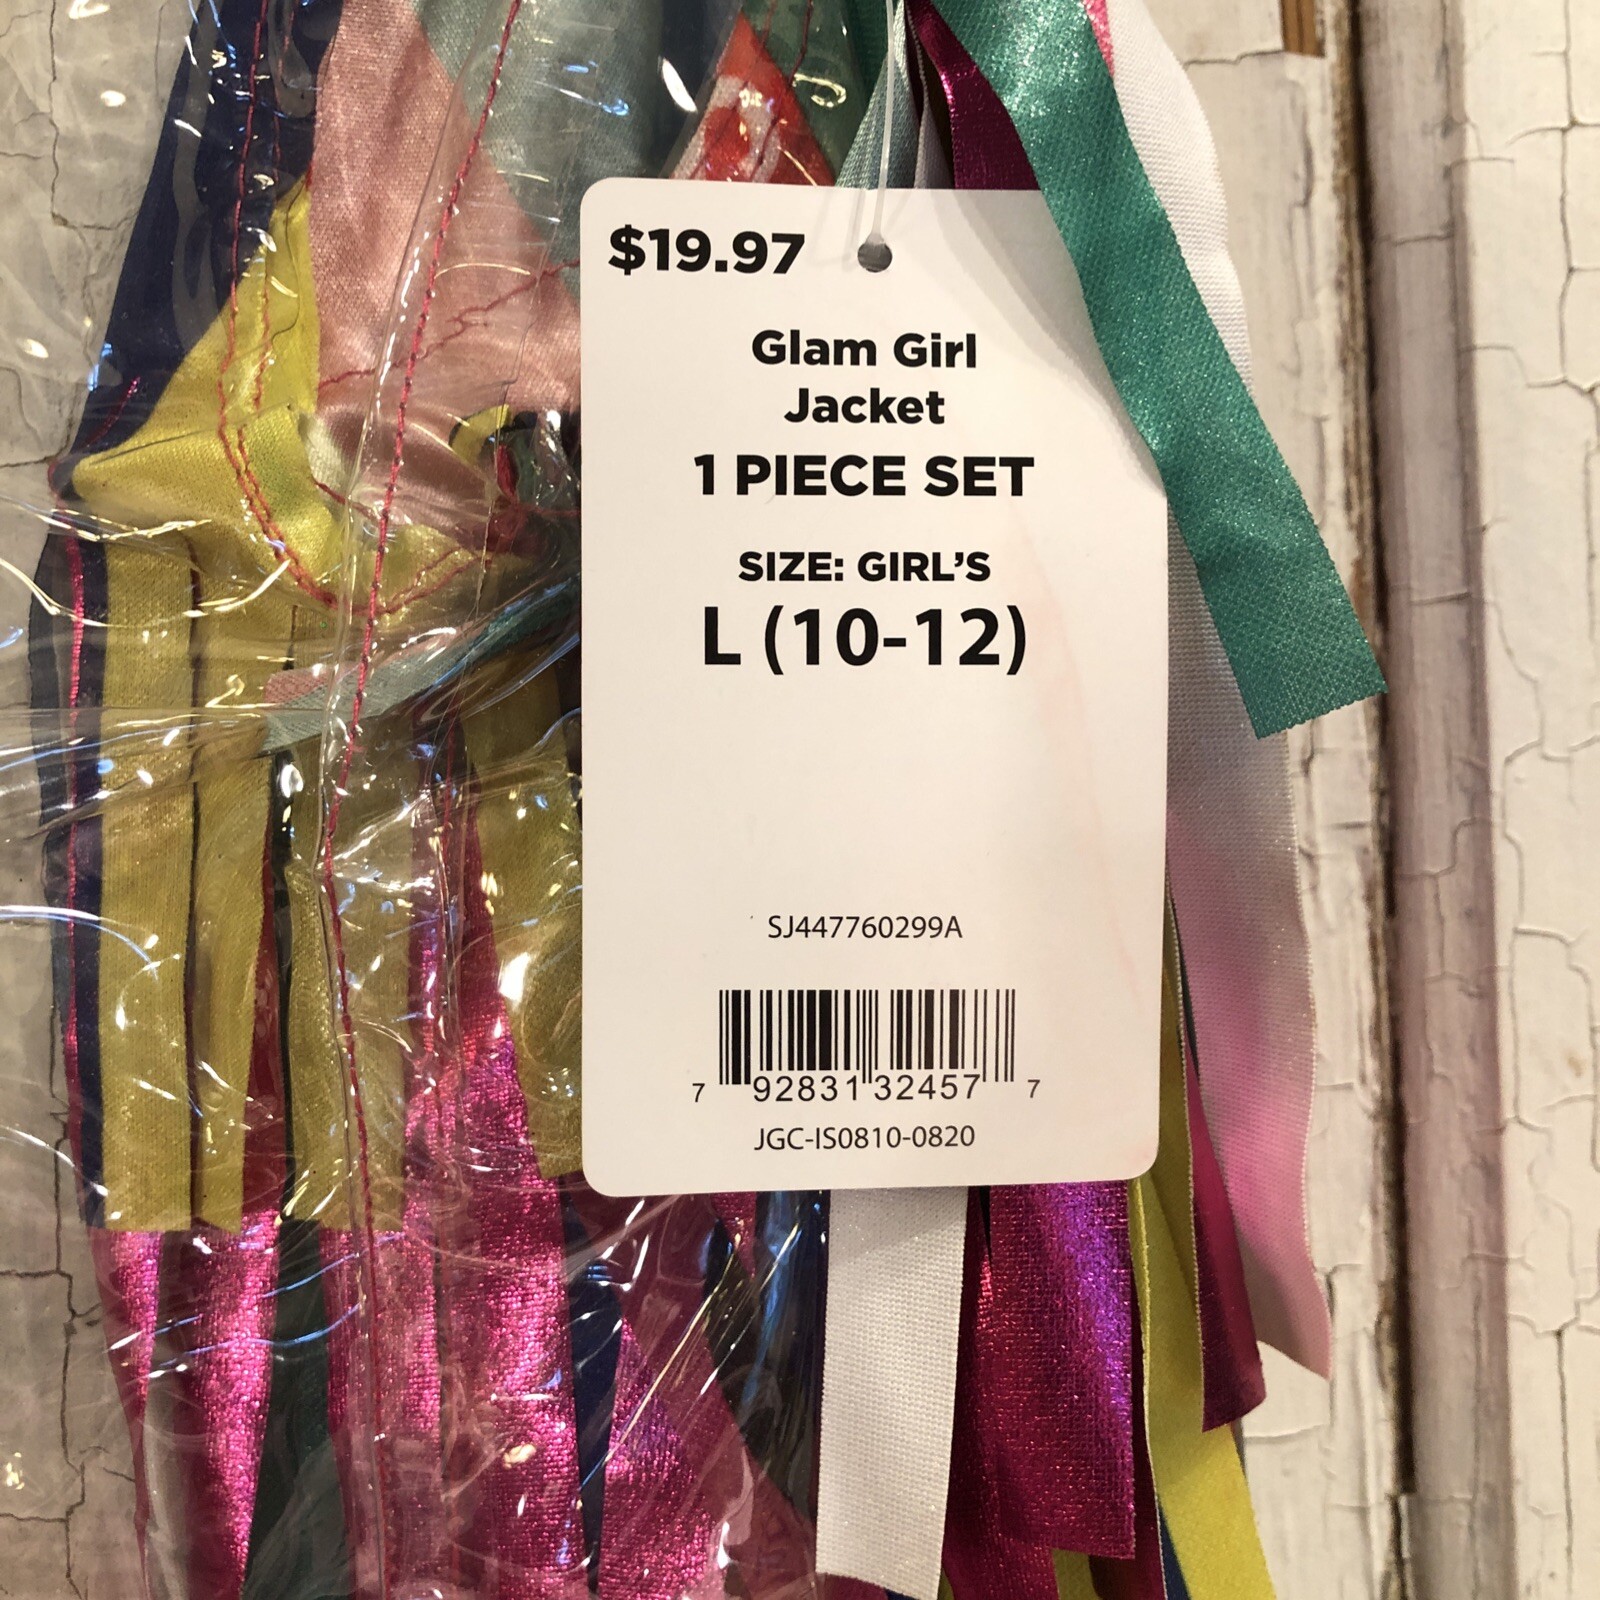 $19.97
Glam Girl
Jacket
1 PIECE SET
SIZE: GIRL’S
L (10-12)
SJ447760299A
7 92831 32457 7
JGC-IS0810-0820